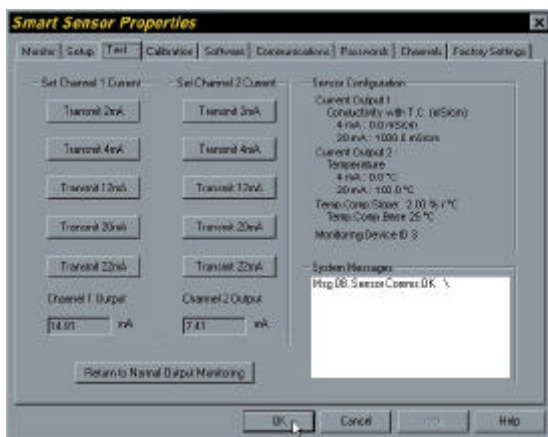 Smart Sensor Properties
Monitor Setup Test Calibration Software Communications Passwords Channels Factory Settings
Set Channel 1 Current
Transmit 2mA
Transmit 4mA
Transmit 12mA
Transmit 20mA
Transmit 22mA
Channel 1 Output
14.81 mA
Set Channel 2 Current
Transmit 2mA
Transmit 4mA
Transmit 12mA
Transmit 20mA
Transmit 22mA
Channel 2 Output
7.41 mA
Return to Normal Output Monitoring
Sensor Configuration
Current Output 1 :
Conductivity with T.C. (mS/cm)
4 mA : 0.0 mS/cm
20 mA : 1000.0 mS/cm
Current Output 2 :
Temperature
4 mA : 0.0 °C
20 mA : 100.0 °C
Temp.Comp.Slope : 2.00 % / °C
Temp.Comp.Base 25 °C
Monitoring Device ID 3
System Messages
Msg 08. Sensor Comms OK \
OK Cancel Help